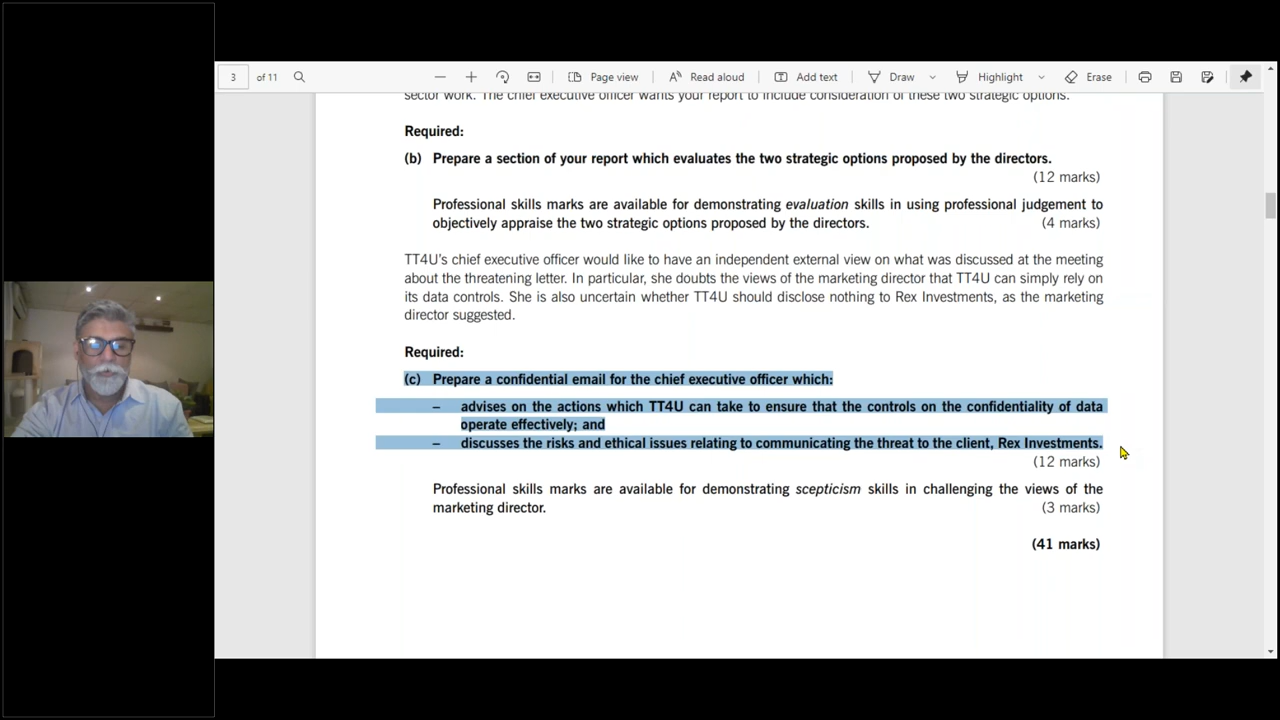 3 of 11
Page view
Read aloud
Add text
Draw
Highlight
Erase
sector work. The chief executive officer wants your report to include consideration of these two strategic options.
Required:
(b) Prepare a section of your report which evaluates the two strategic options proposed by the directors.
(12 marks)
Professional skills marks are available for demonstrating evaluation skills in using professional judgement to
objectively appraise the two strategic options proposed by the directors. (4 marks)
TT4U's chief executive officer would like to have an independent external view on what was discussed at the meeting
about the threatening letter. In particular, she doubts the views of the marketing director that TT4U can simply rely on
its data controls. She is also uncertain whether TT4U should disclose nothing to Rex Investments, as the marketing
director suggested.
Required:
(c) Prepare a confidential email for the chief executive officer which:
– advises on the actions which TT4U can take to ensure that the controls on the confidentiality of data
operate effectively; and
– discusses the risks and ethical issues relating to communicating the threat to the client, Rex Investments.
(12 marks)
Professional skills marks are available for demonstrating scepticism skills in challenging the views of the
marketing director. (3 marks)
(41 marks)